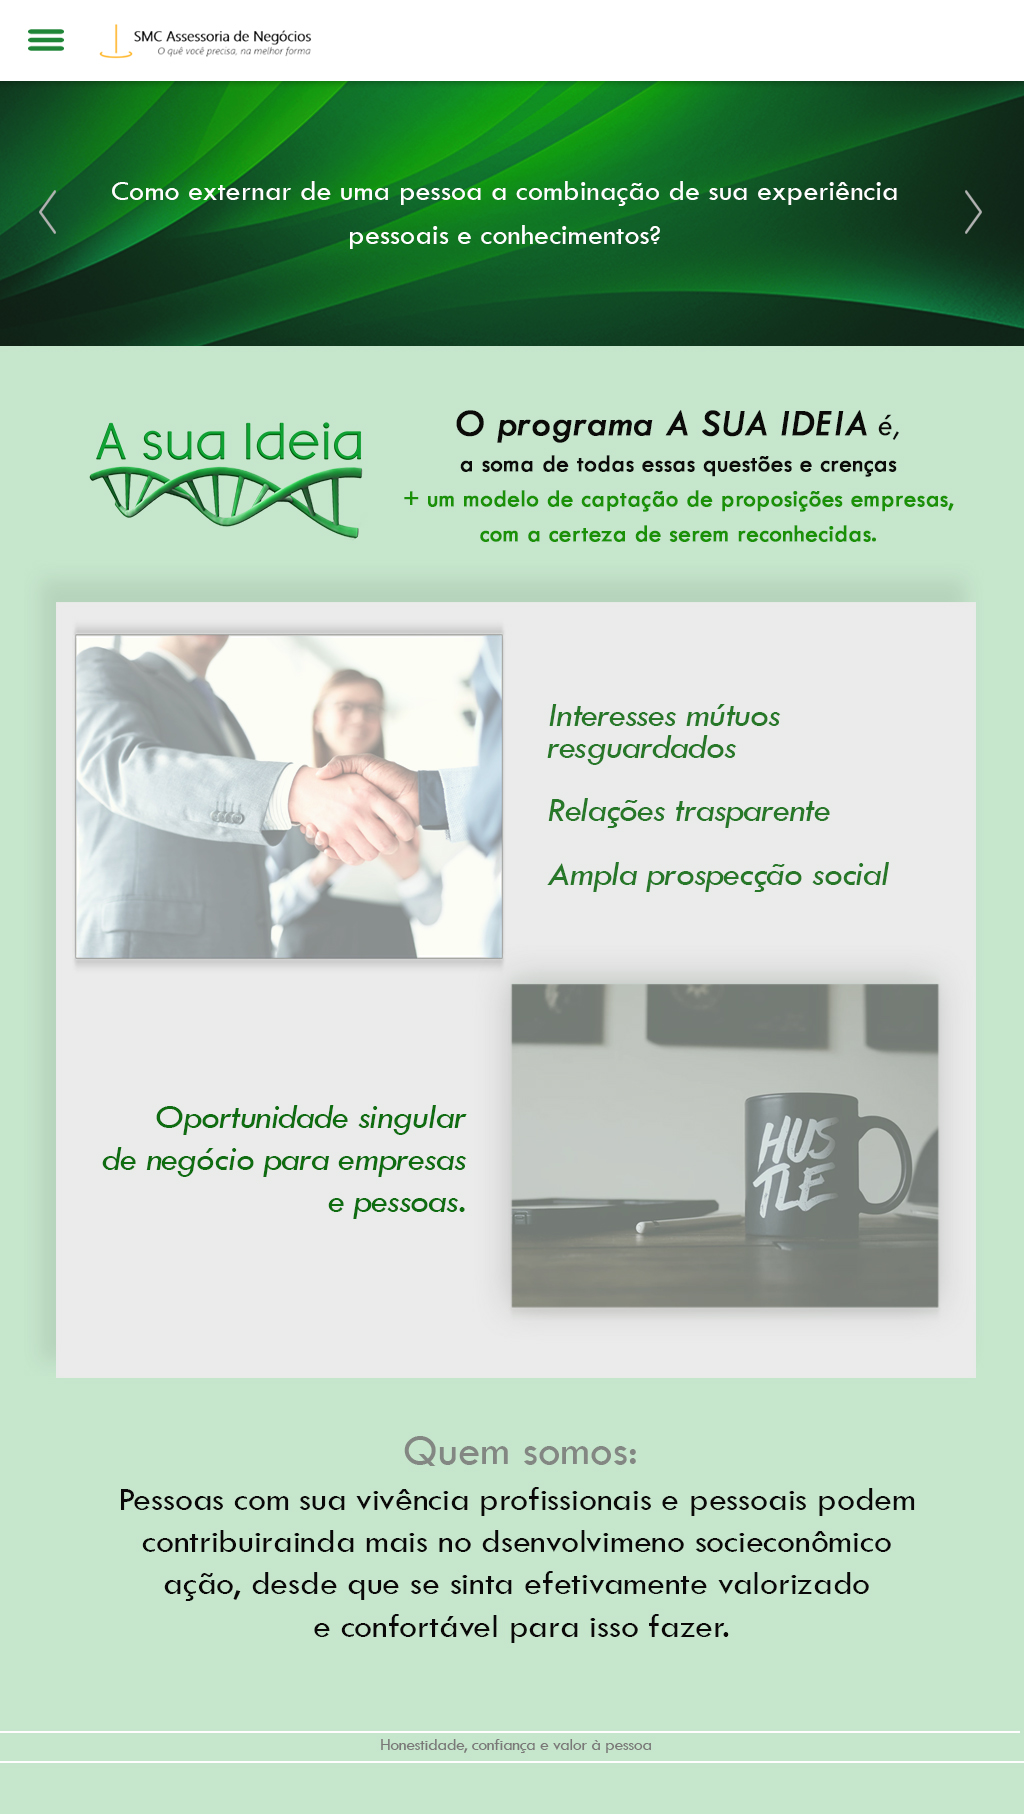 SMC Assessoria de Negócios
O quê você precisa, na melhor forma
Como externar de uma pessoa a combinação de sua experiência
pessoais e conhecimentos?
A sua Ideia
O programa A SUA IDEIA é,
a soma de todas essas questões e crenças
+ um modelo de captação de proposições empresas,
com a certeza de serem reconhecidas.
Interesses mútuos
resguardados
Relações trasparente
Ampla prospecção social
HUS
TLE
Oportunidade singular
de negócio para empresas
e pessoas.
Quem somos:
Pessoas com sua vivência profissionais e pessoais podem
contribuirainda mais no dsenvolvimeno socieconômico
ação, desde que se sinta efetivamente valorizado
e confortável para isso fazer.
Honestidade, confiança e valor à pessoa